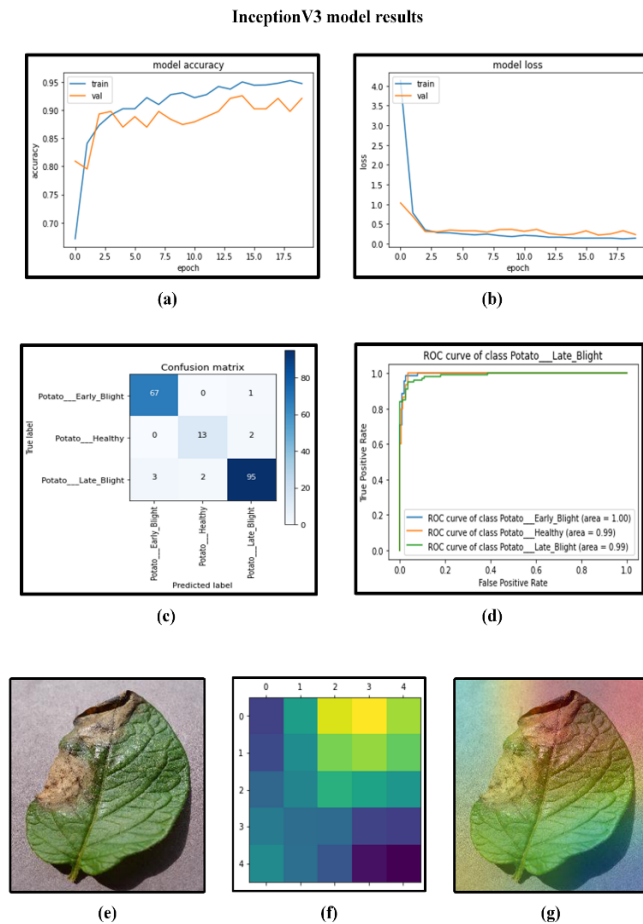 InceptionV3 model results
model accuracy
train
val
0.95
0.90
0.85
0.80
0.75
0.70
accuracy
0.0 2.5 5.0 7.5 10.0 12.5 15.0 17.5
epoch
(a)
model loss
train
val
4.0
3.5
3.0
2.5
2.0
1.5
1.0
0.5
0.0
loss
0.0 2.5 5.0 7.5 10.0 12.5 15.0 17.5
epoch
(b)
Confusion matrix
Potato___Early_Blight 67 0 1
Potato___Healthy 0 13 2
Potato___Late_Blight 3 2 95
True label
Potato___Early_Blight
Potato___Healthy
Potato___Late_Blight
Predicted label
80
60
40
20
0
(c)
ROC curve of class Potato___Late_Blight
1.0
0.8
0.6
0.4
0.2
0.0
True Positive Rate
ROC curve of class Potato___Early_Blight (area = 1.00)
ROC curve of class Potato___Healthy (area = 0.99)
ROC curve of class Potato___Late_Blight (area = 0.99)
0.0 0.2 0.4 0.6 0.8 1.0
False Positive Rate
(d)
(e)
0 1 2 3 4
0
1
2
3
4
(f)
(g)